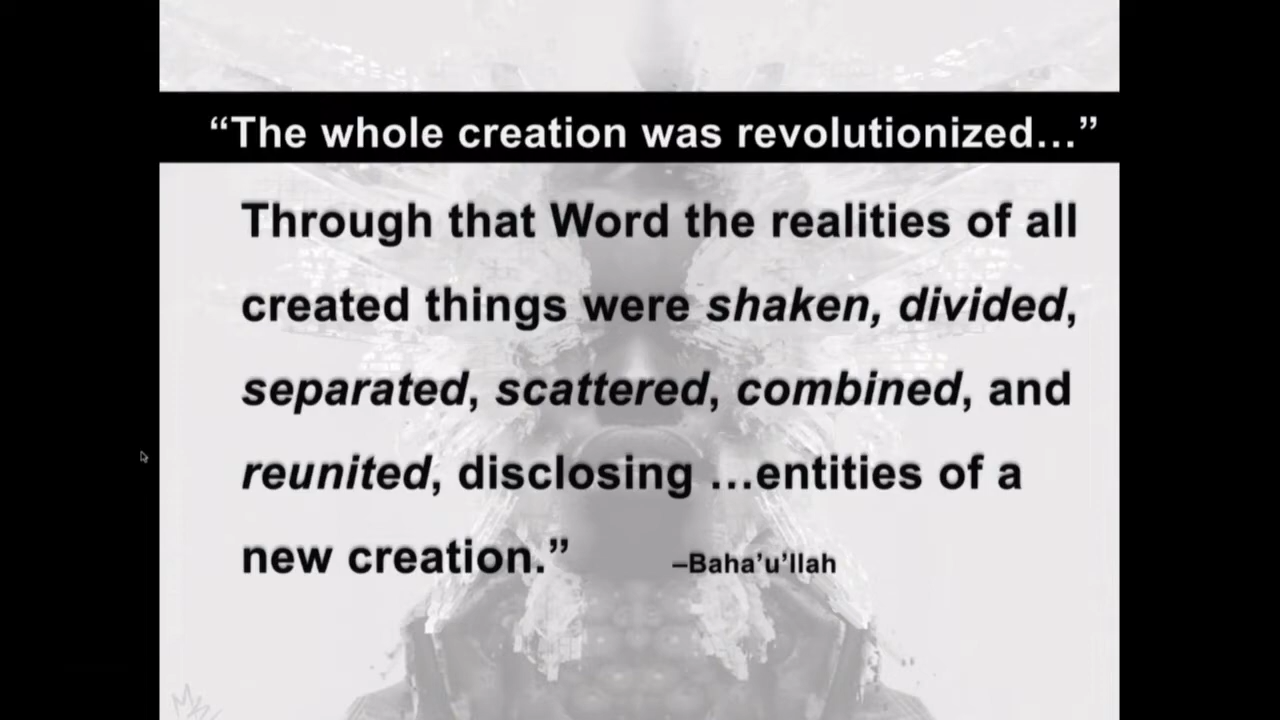 “The whole creation was revolutionized…”
Through that Word the realities of all
created things were shaken, divided,
separated, scattered, combined, and
reunited, disclosing …entities of a
new creation.” –Baha’u’llah